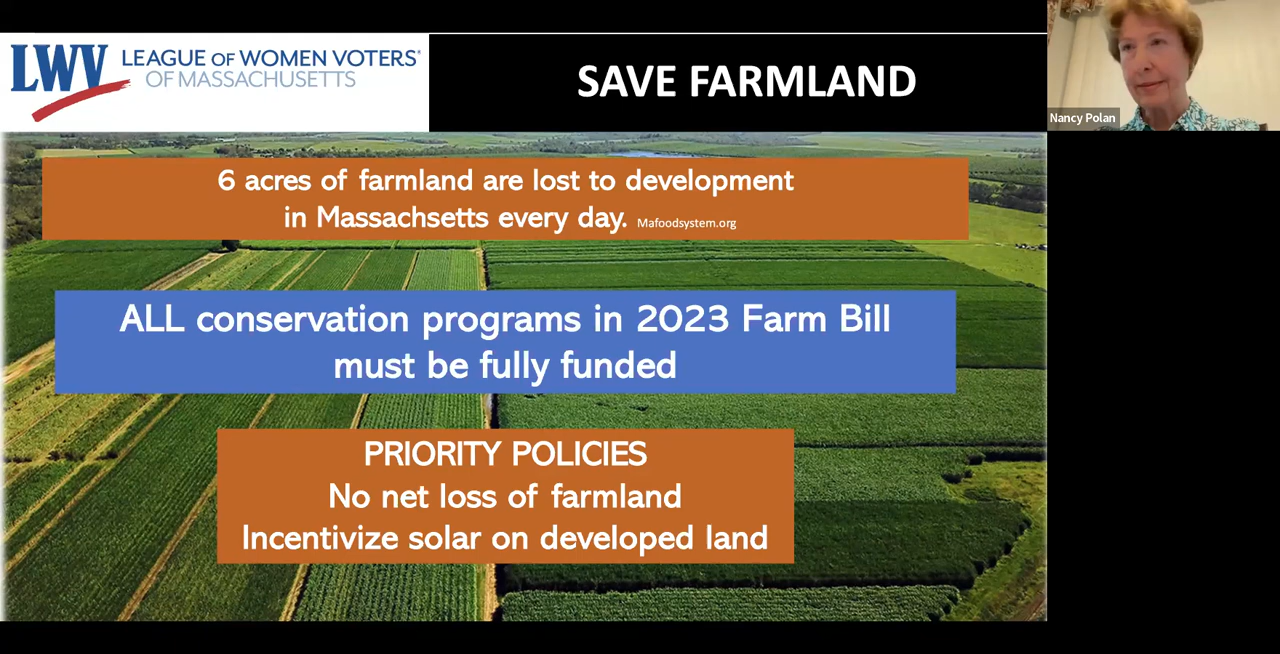 LWV LEAGUE OF WOMEN VOTERS®
OF MASSACHUSETTS
SAVE FARMLAND
Nancy Polan
6 acres of farmland are lost to development
in Massachsetts every day. Mafoodsystem.org
ALL conservation programs in 2023 Farm Bill
must be fully funded
PRIORITY POLICIES
No net loss of farmland
Incentivize solar on developed land